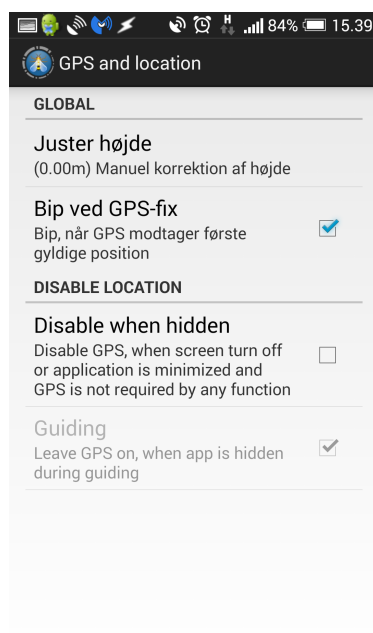 H 84% 15.39
GPS and location
GLOBAL
Juster højde
(0.00m) Manuel korrektion af højde
Bip ved GPS-fix
Bip, når GPS modtager første
gyldige position
DISABLE LOCATION
Disable when hidden
Disable GPS, when screen turn off
or application is minimized and
GPS is not required by any function
Guiding
Leave GPS on, when app is hidden
during guiding